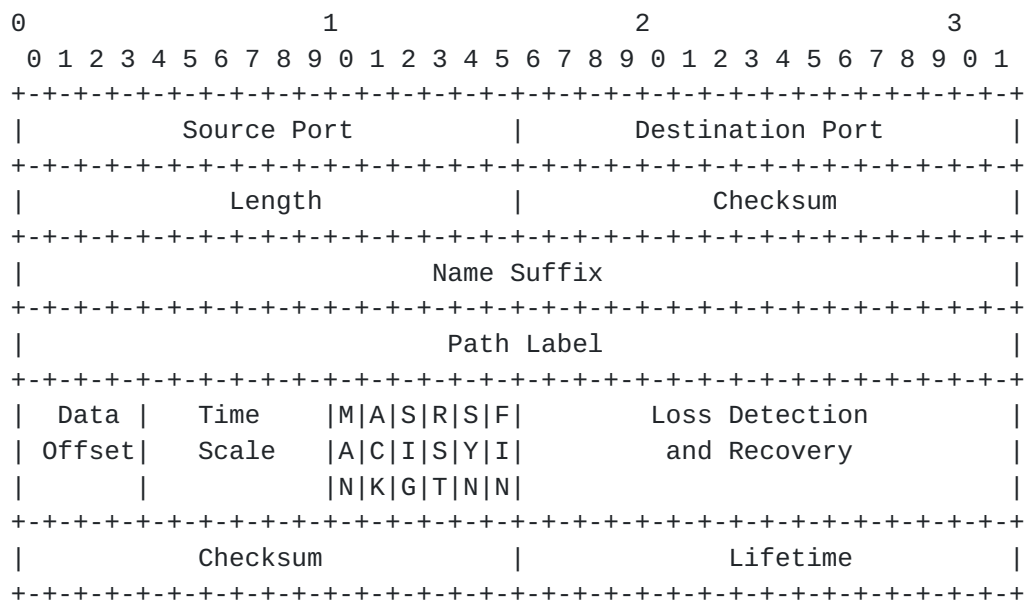 0                   1                   2                   3
 0 1 2 3 4 5 6 7 8 9 0 1 2 3 4 5 6 7 8 9 0 1 2 3 4 5 6 7 8 9 0 1
+-+-+-+-+-+-+-+-+-+-+-+-+-+-+-+-+-+-+-+-+-+-+-+-+-+-+-+-+-+-+-+-+
|          Source Port          |       Destination Port        |
+-+-+-+-+-+-+-+-+-+-+-+-+-+-+-+-+-+-+-+-+-+-+-+-+-+-+-+-+-+-+-+-+
|             Length            |            Checksum           |
+-+-+-+-+-+-+-+-+-+-+-+-+-+-+-+-+-+-+-+-+-+-+-+-+-+-+-+-+-+-+-+-+
|                          Name Suffix                          |
+-+-+-+-+-+-+-+-+-+-+-+-+-+-+-+-+-+-+-+-+-+-+-+-+-+-+-+-+-+-+-+-+
|                           Path Label                          |
+-+-+-+-+-+-+-+-+-+-+-+-+-+-+-+-+-+-+-+-+-+-+-+-+-+-+-+-+-+-+-+-+
|  Data |   Time    |M|A|S|R|S|F|        Loss Detection         |
| Offset|   Scale   |A|C|I|S|Y|I|         and Recovery          |
|       |           |N|K|G|T|N|N|                               |
+-+-+-+-+-+-+-+-+-+-+-+-+-+-+-+-+-+-+-+-+-+-+-+-+-+-+-+-+-+-+-+-+
|           Checksum            |             Lifetime          |
+-+-+-+-+-+-+-+-+-+-+-+-+-+-+-+-+-+-+-+-+-+-+-+-+-+-+-+-+-+-+-+-+